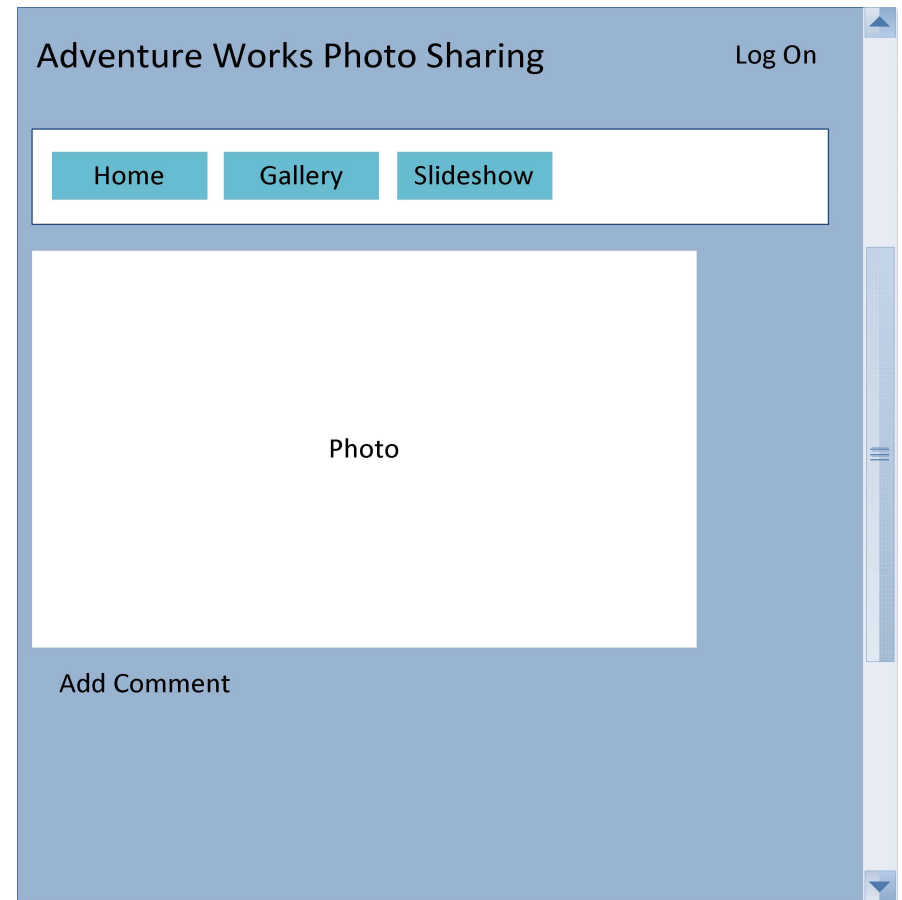 Adventure Works Photo Sharing
Log On
Home
Gallery
Slideshow
Photo
Add Comment